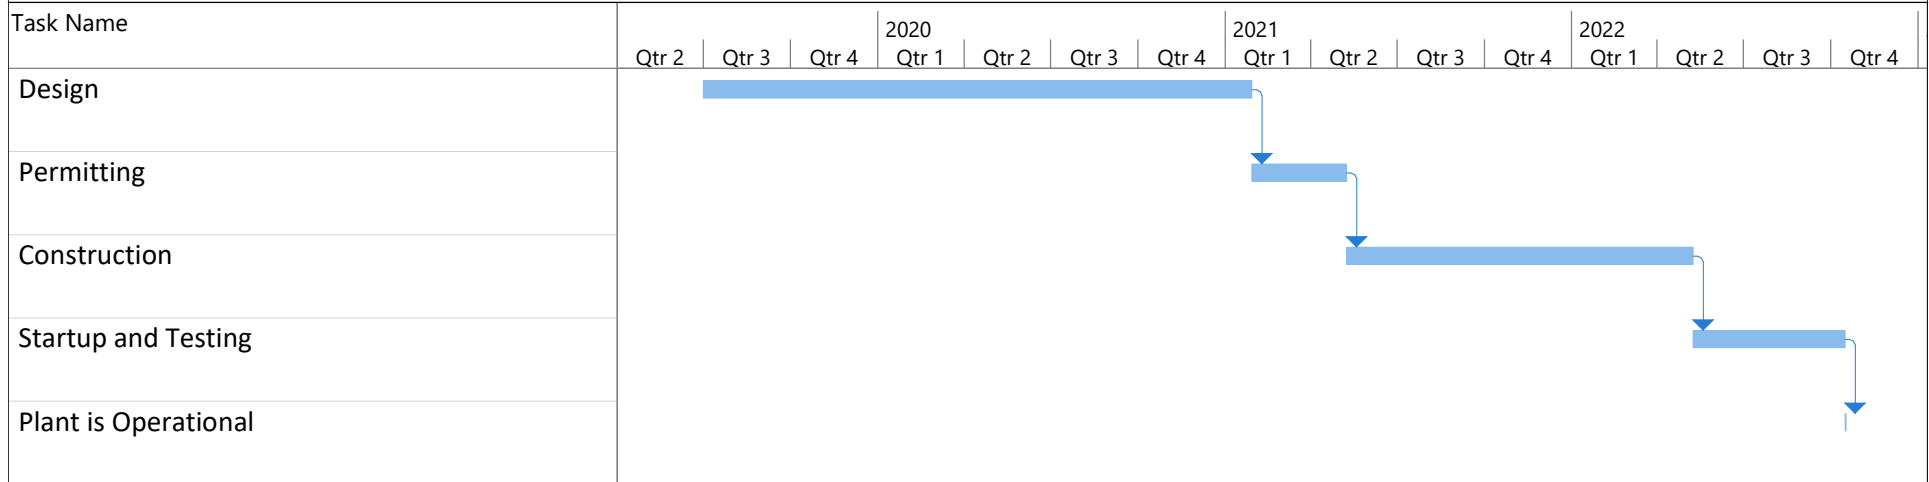 Task Name
2020 2021 2022
Qtr 2 Qtr 3 Qtr 4 Qtr 1 Qtr 2 Qtr 3 Qtr 4 Qtr 1 Qtr 2 Qtr 3 Qtr 4 Qtr 1 Qtr 2 Qtr 3 Qtr 4
Design
Permitting
Construction
Startup and Testing
Plant is Operational